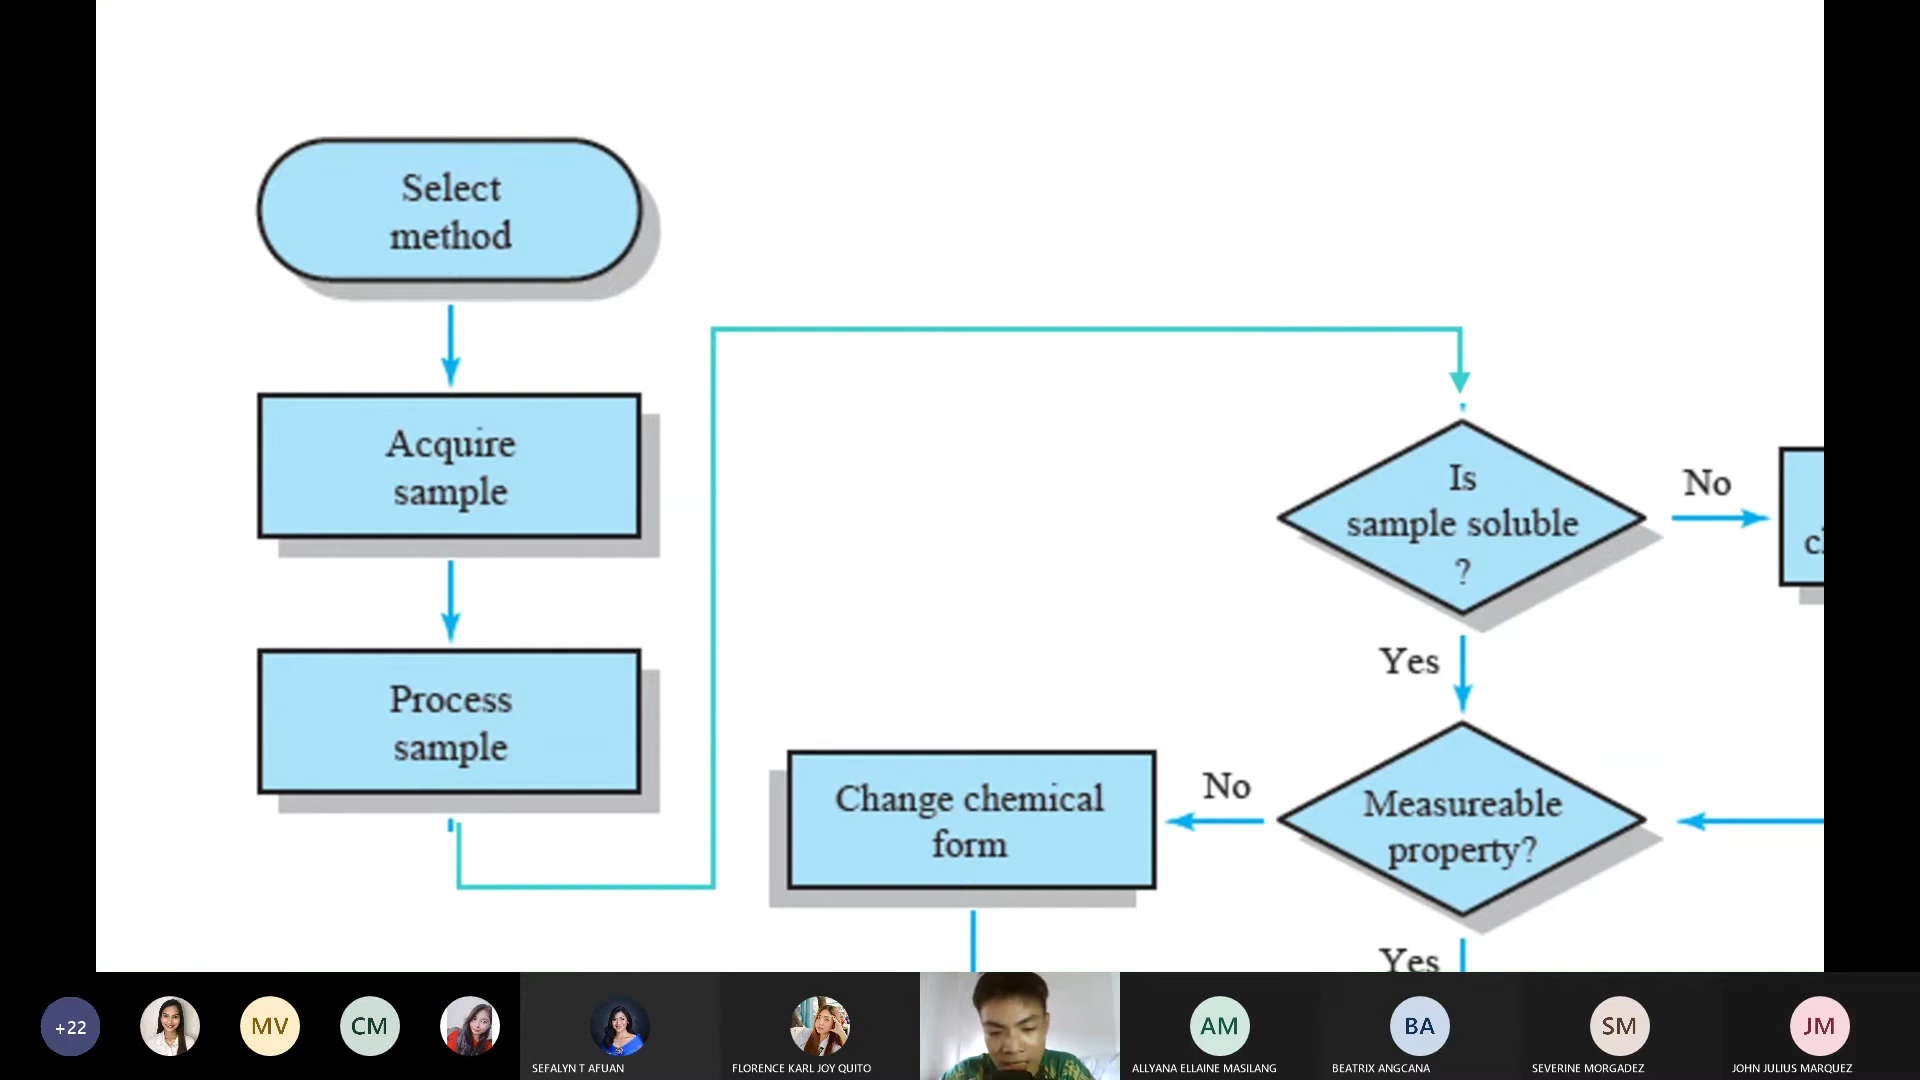 Select
method
Acquire
sample
Process
sample
Is
sample soluble
?
No
Yes
Change chemical
form
No
Measureable
property?
Yes
+22
MV
CM
SEFALYN T AFUAN
FLORENCE KARL JOY QUITO
AM
ALLYANA ELLAINE MASILANG
BA
BEATRIX ANGCANA
SM
SEVERINE MORGADEZ
JM
JOHN JULIUS MARQUEZ